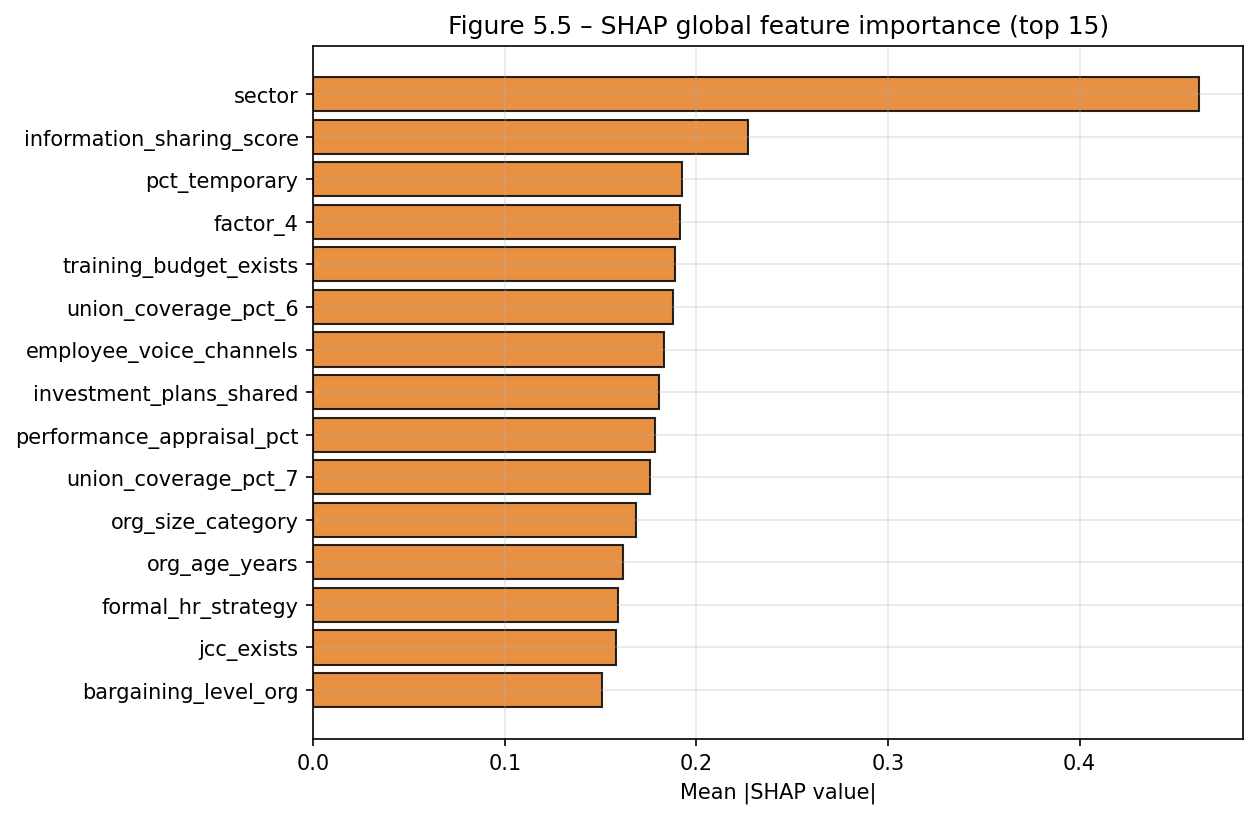 Figure 5.5 – SHAP global feature importance (top 15)
sector
information_sharing_score
pct_temporary
factor_4
training_budget_exists
union_coverage_pct_6
employee_voice_channels
investment_plans_shared
performance_appraisal_pct
union_coverage_pct_7
org_size_category
org_age_years
formal_hr_strategy
jcc_exists
bargaining_level_org
0.0 0.1 0.2 0.3 0.4
Mean |SHAP value|